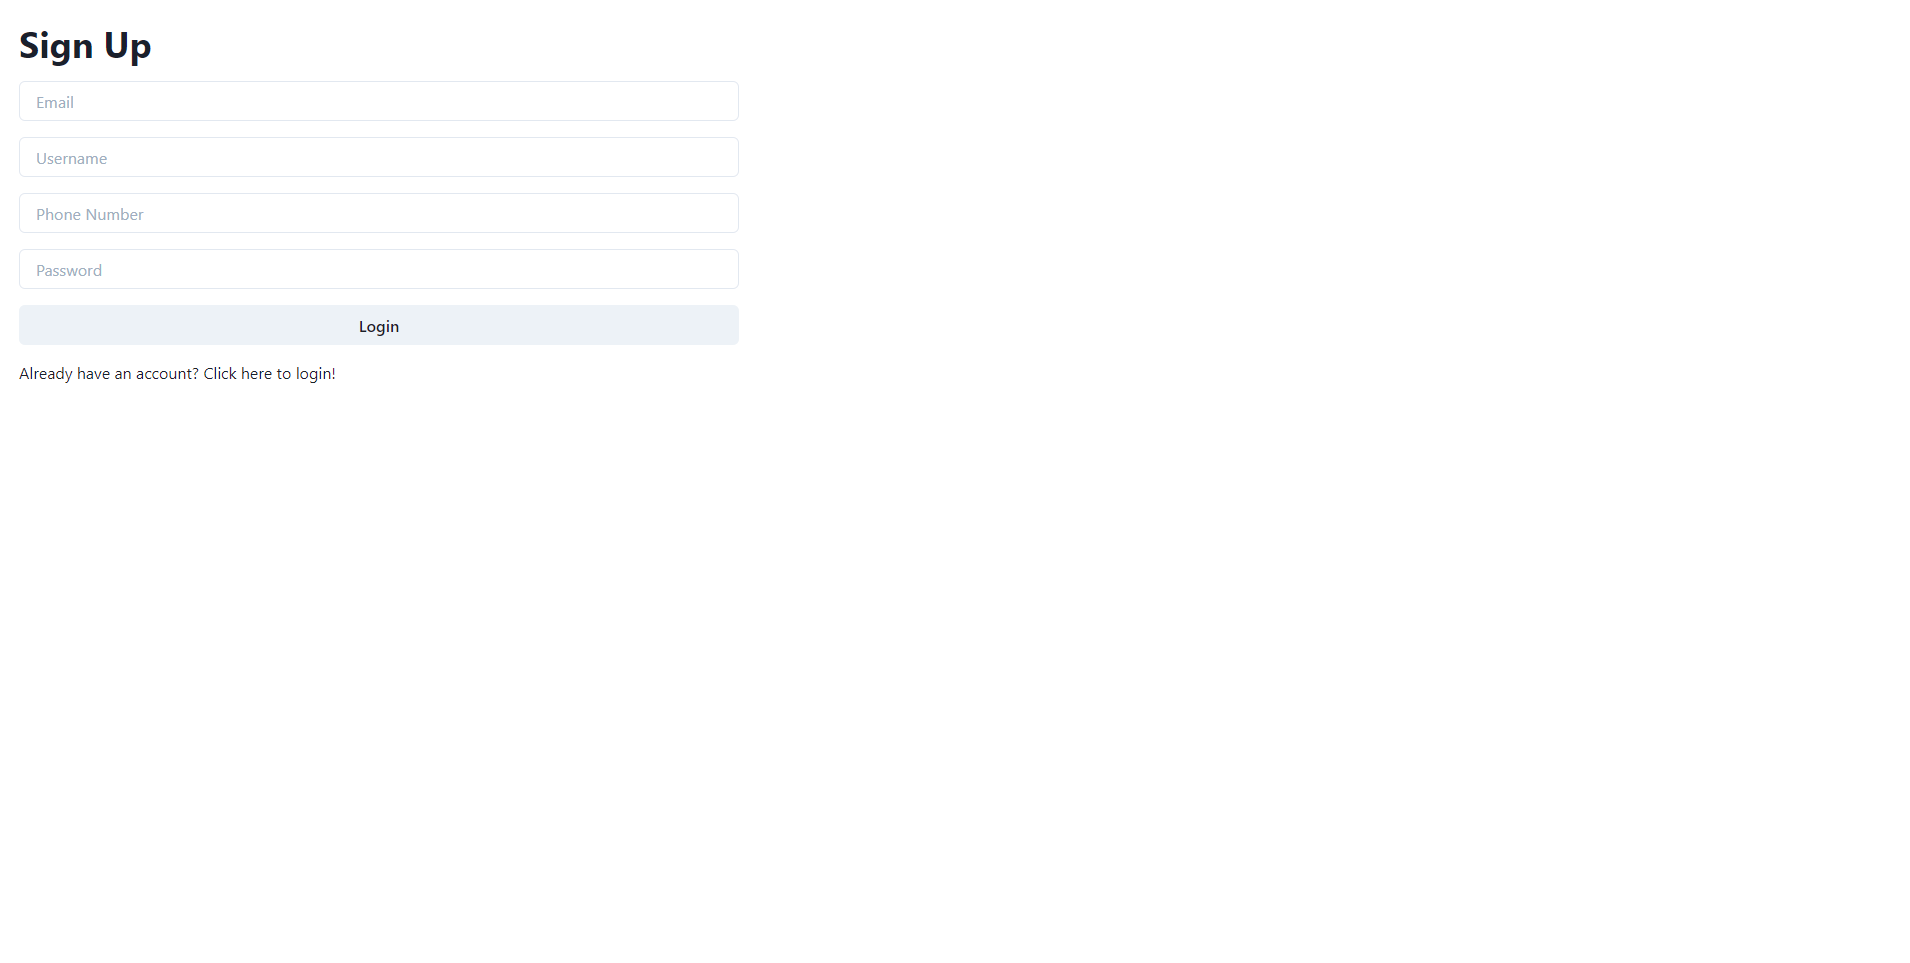 Sign Up
Email
Username
Phone Number
Password
Login
Already have an account? Click here to login!